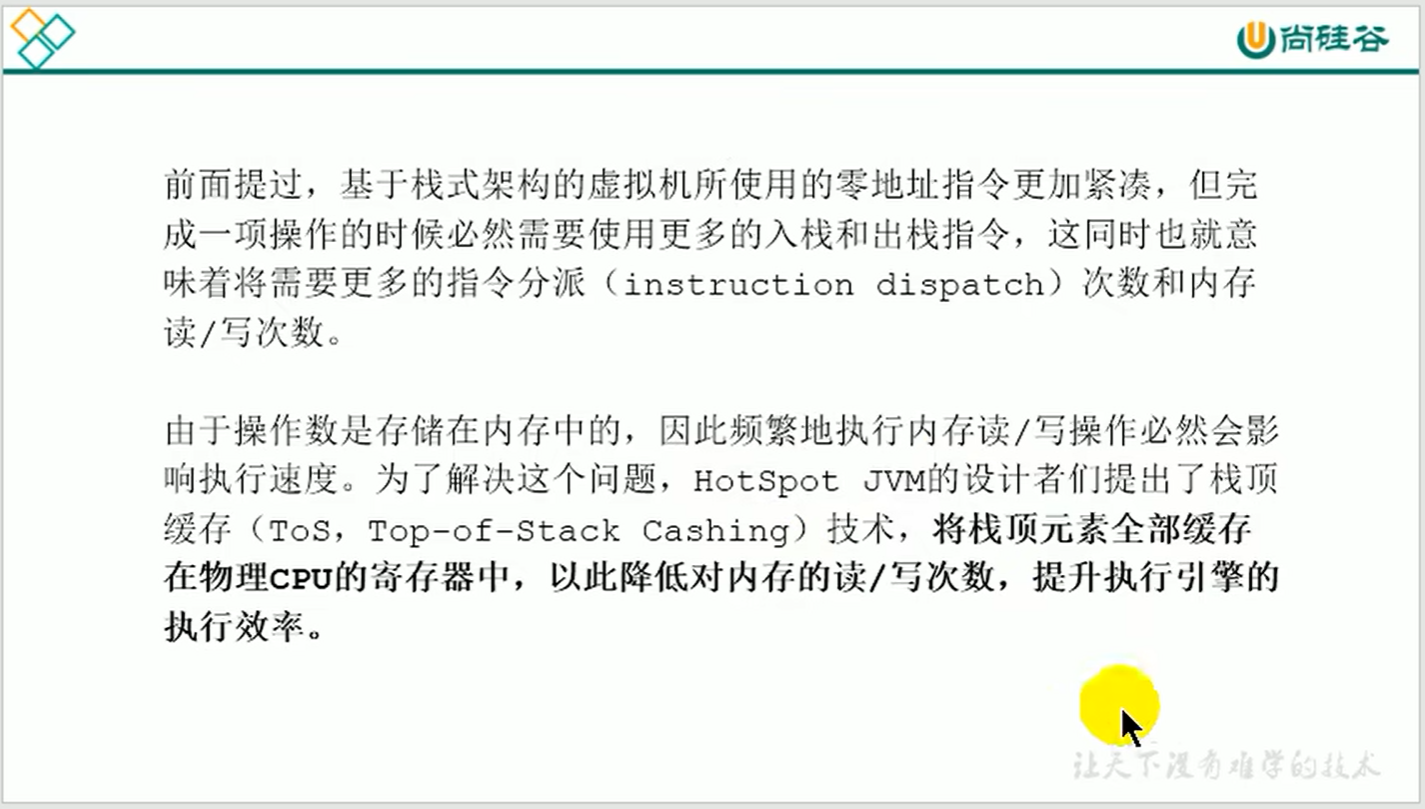 尚硅谷
前面提过，基于栈式架构的虚拟机所使用的零地址指令更加紧凑，但完
成一项操作的时候必然需要使用更多的入栈和出栈指令，这同时也就意
味着将需要更多的指令分派（instruction dispatch）次数和内存
读/写次数。
由于操作数是存储在内存中的，因此频繁地执行内存读/写操作必然会影
响执行速度。为了解决这个问题，HotSpot JVM的设计者们提出了栈顶
缓存（ToS，Top-of-Stack Cashing）技术，将栈顶元素全部缓存
在物理CPU的寄存器中，以此降低对内存的读/写次数，提升执行引擎的
执行效率。
让天下没有难学的技术